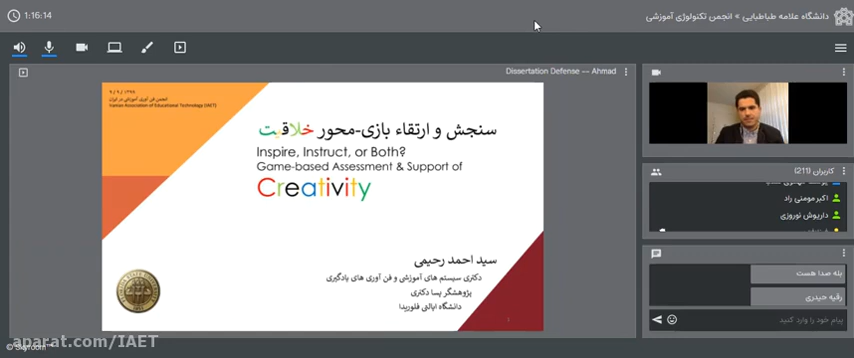 1:16:14
دانشگاه علامه طباطبایی » انجمن تکنولوژی آموزشی
Dissertation Defense -- Ahmad
۱۳۹۹ / ۹ / ۹
انجمن فن آوری آموزشی در ایران
Iranian Association of Educational Technology (IAET)
سنجش و ارتقاء بازی-محور خلاقیت
Inspire, Instruct, or Both?
Game-based Assessment & Support of
Creativity
سید احمد رحیمی
دکتری سیستم های آموزشی و فن آوری های یادگیری
پژوهشگر پسا دکتری
دانشگاه ایالتی فلوریدا
کاربران (211)
اکبر مومنی راد
داریوش نوروزی
بله صدا هست
رقیه حیدری
پیام خود را وارد کنید
© Skyroom
aparat.com/IAET